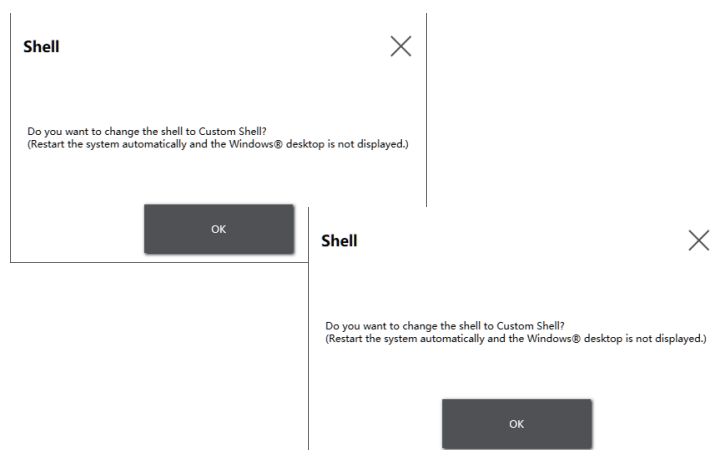 Shell
Do you want to change the shell to Custom Shell?
(Restart the system automatically and the Windows® desktop is not displayed.)
OK
Shell
Do you want to change the shell to Custom Shell?
(Restart the system automatically and the Windows® desktop is not displayed.)
OK